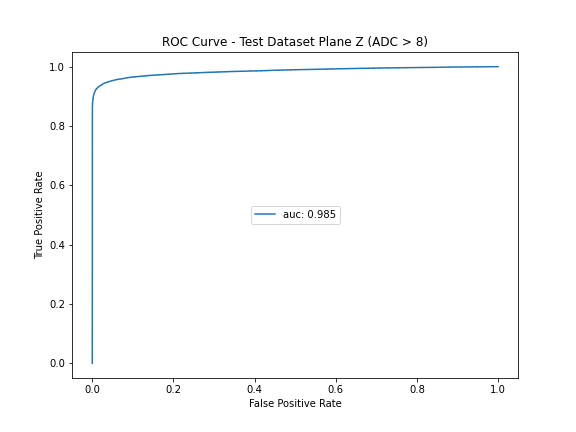 ROC Curve - Test Dataset Plane Z (ADC > 8)
1.0
0.8
0.6
0.4
0.2
0.0
True Positive Rate
auc: 0.985
0.0 0.2 0.4 0.6 0.8 1.0
False Positive Rate